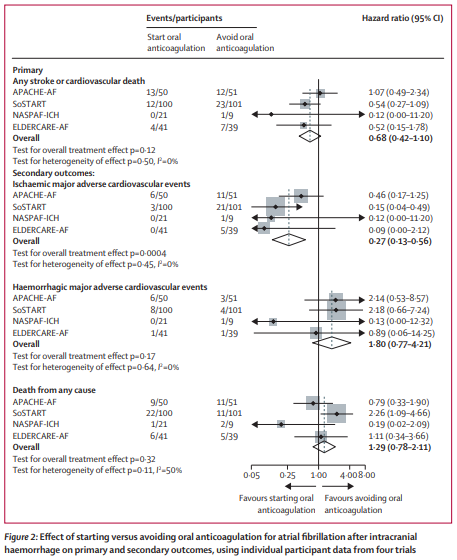 Events/participants Hazard ratio (95% CI)
Start oral anticoagulation Avoid oral anticoagulation
Primary
Any stroke or cardiovascular death
APACHE-AF 13/50 12/51 1·07 (0·49–2·34)
SoSTART 12/100 23/101 0·54 (0·27–1·09)
NASPAF-ICH 0/21 1/9 0·12 (0·00–11·20)
ELDERCARE-AF 4/41 7/39 0·52 (0·15–1·78)
Overall 0·68 (0·42–1·10)
Test for overall treatment effect p=0·12
Test for heterogeneity of effect p=0·50, I²=0%
Secondary outcomes:
Ischaemic major adverse cardiovascular events
APACHE-AF 6/50 11/51 0·46 (0·17–1·25)
SoSTART 3/100 21/101 0·15 (0·04–0·49)
NASPAF-ICH 0/21 1/9 0·12 (0·00–11·20)
ELDERCARE-AF 0/41 5/39 0·09 (0·00–2·12)
Overall 0·27 (0·13–0·56)
Test for overall treatment effect p=0·0004
Test for heterogeneity of effect p=0·45, I²=0%
Haemorrhagic major adverse cardiovascular events
APACHE-AF 6/50 3/51 2·14 (0·53–8·57)
SoSTART 8/100 4/101 2·18 (0·66–7·24)
NASPAF-ICH 0/21 1/9 0·13 (0·00–12·32)
ELDERCARE-AF 1/41 1/39 0·89 (0·06–14·25)
Overall 1·80 (0·77–4·21)
Test for overall treatment effect p=0·17
Test for heterogeneity of effect p=0·64, I²=0%
Death from any cause
APACHE-AF 9/50 11/51 0·79 (0·33–1·90)
SoSTART 22/100 11/101 2·26 (1·09–4·66)
NASPAF-ICH 1/21 2/9 0·19 (0·02–2·09)
ELDERCARE-AF 6/41 5/39 1·11 (0·34–3·66)
Overall 1·29 (0·78–2·11)
Test for overall treatment effect p=0·32
Test for heterogeneity of effect p=0·11, I²=50%
0·05 0·25 1·00 4·00 8·00
Favours starting oral anticoagulation Favours avoiding oral anticoagulation
Figure 2: Effect of starting versus avoiding oral anticoagulation for atrial fibrillation after intracranial
haemorrhage on primary and secondary outcomes, using individual participant data from four trials